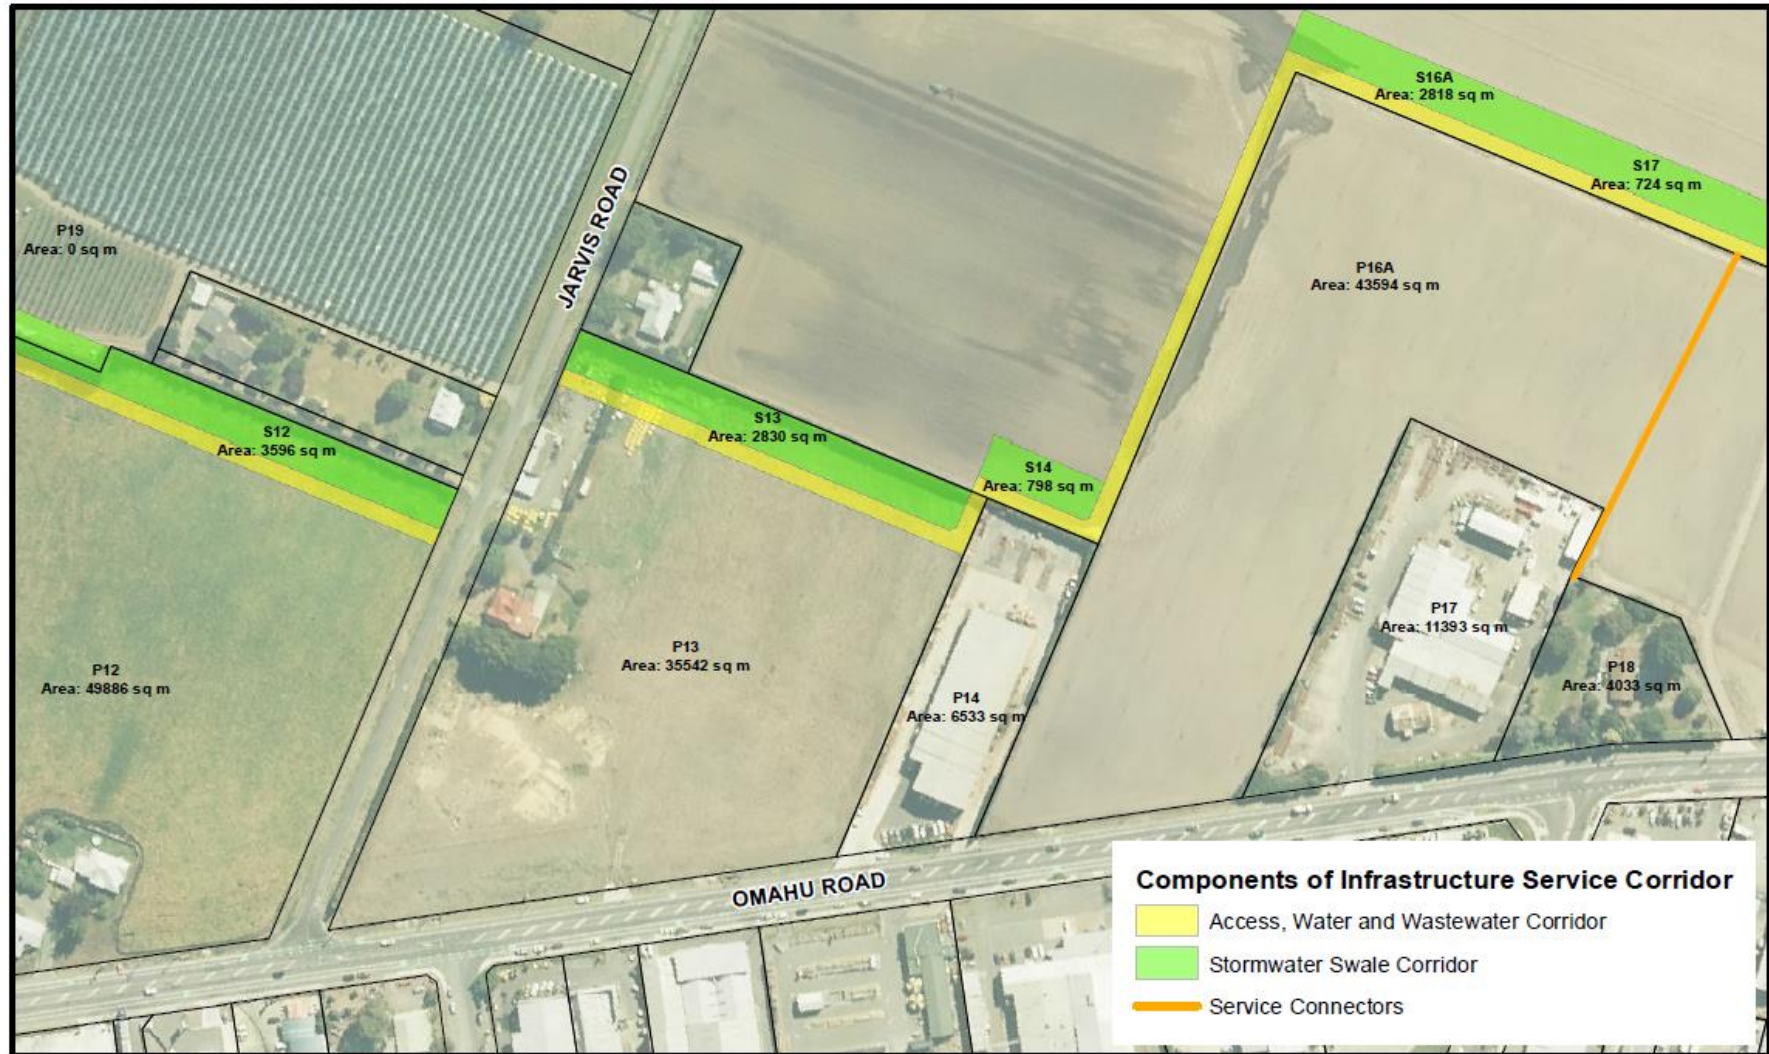 S16A
Area: 2818 sq m
S17
Area: 724 sq m
JARVIS ROAD
P19
Area: 0 sq m
P16A
Area: 43594 sq m
S12
Area: 3596 sq m
S13
Area: 2830 sq m
S14
Area: 798 sq m
P17
Area: 11393 sq m
P12
Area: 49886 sq m
P13
Area: 35542 sq m
P14
Area: 6533 sq m
P18
Area: 4033 sq m
OMAHU ROAD
Components of Infrastructure Service Corridor
Access, Water and Wastewater Corridor
Stormwater Swale Corridor
Service Connectors